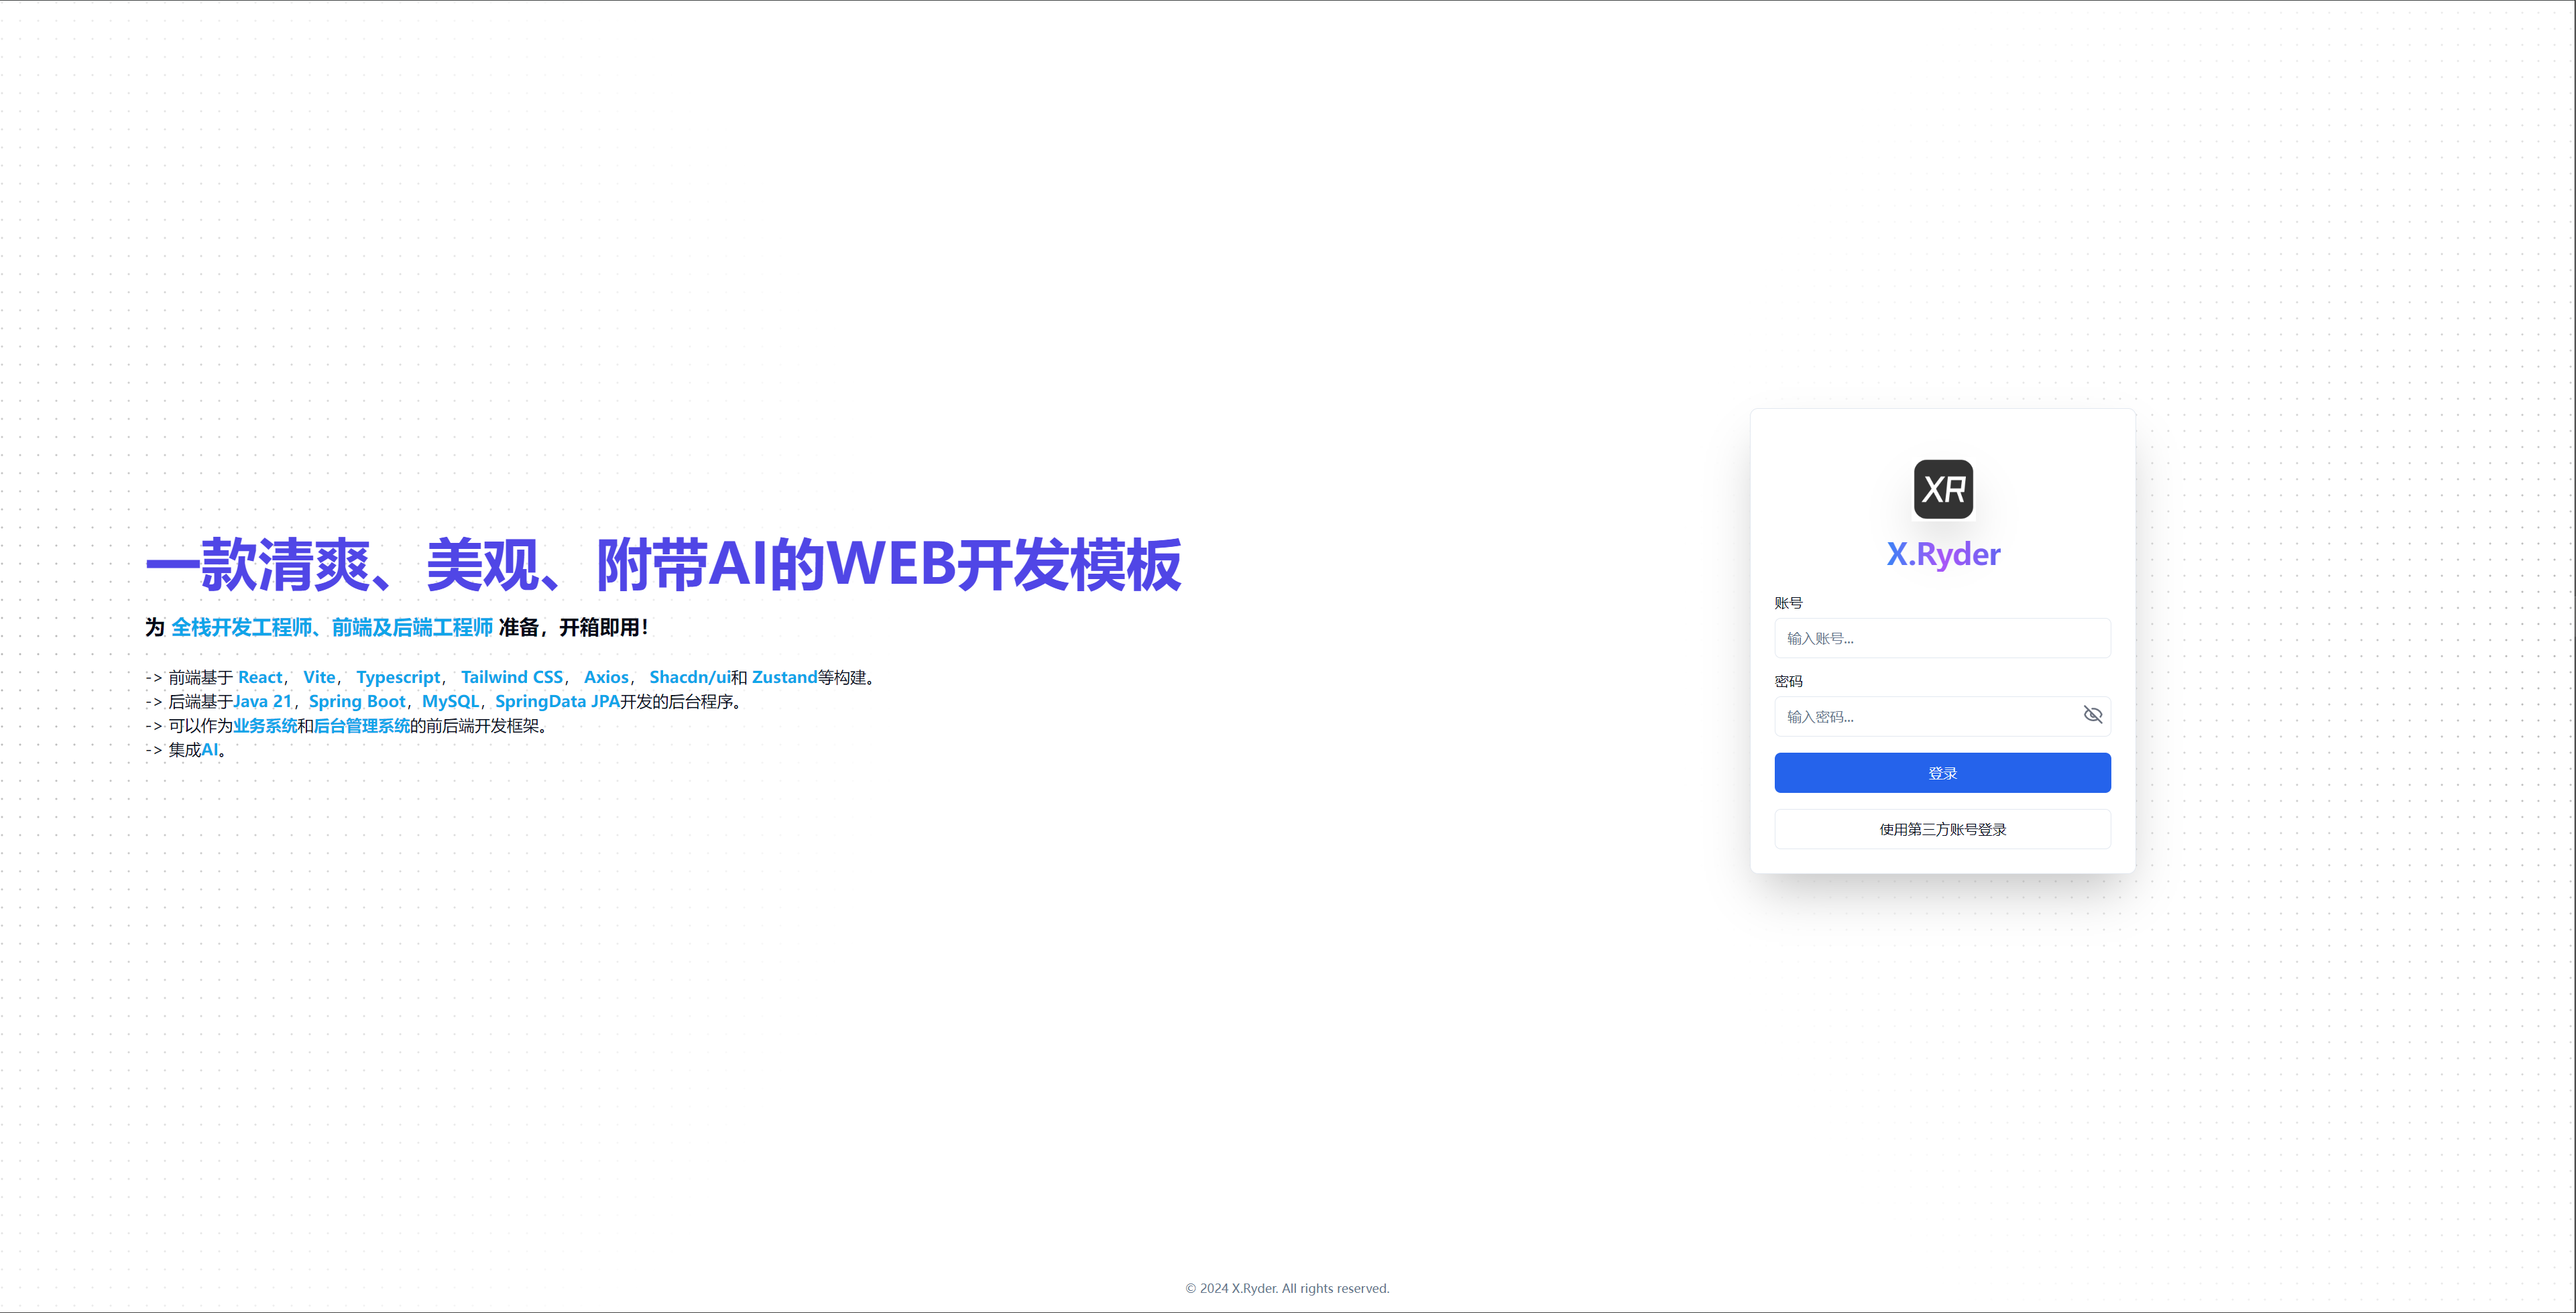 一款清爽、美观、附带AI的WEB开发模板
为 全栈开发工程师、前端及后端工程师 准备，开箱即用！
-> 前端基于 React， Vite， Typescript， Tailwind CSS， Axios， Shacdn/ui和 Zustand等构建。
-> 后端基于Java 21，Spring Boot，MySQL，SpringData JPA开发的后台程序。
-> 可以作为业务系统和后台管理系统的前后端开发框架。
-> 集成AI。
XR
X.Ryder
账号
输入账号...
密码
输入密码...
登录
使用第三方账号登录
© 2024 X.Ryder. All rights reserved.